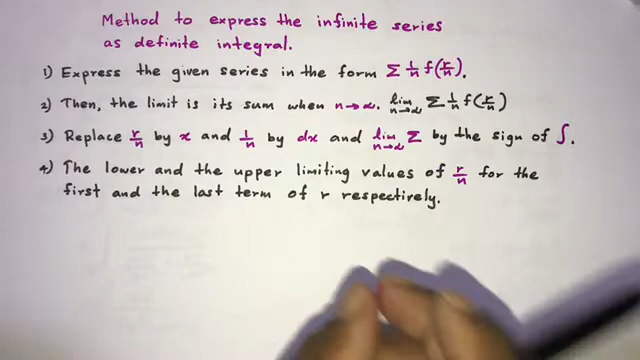 Method to express the infinite series
as definite integral.
1) Express the given series in the form Σ 1/n f(r/n).
2) Then, the limit is its sum when n→∞. lim n→∞ Σ 1/n f(r/n)
3) Replace r/n by x and 1/n by dx and lim n→∞ Σ by the sign of ∫.
4) The lower and the upper limiting values of r/n for the
first and the last term of r respectively.